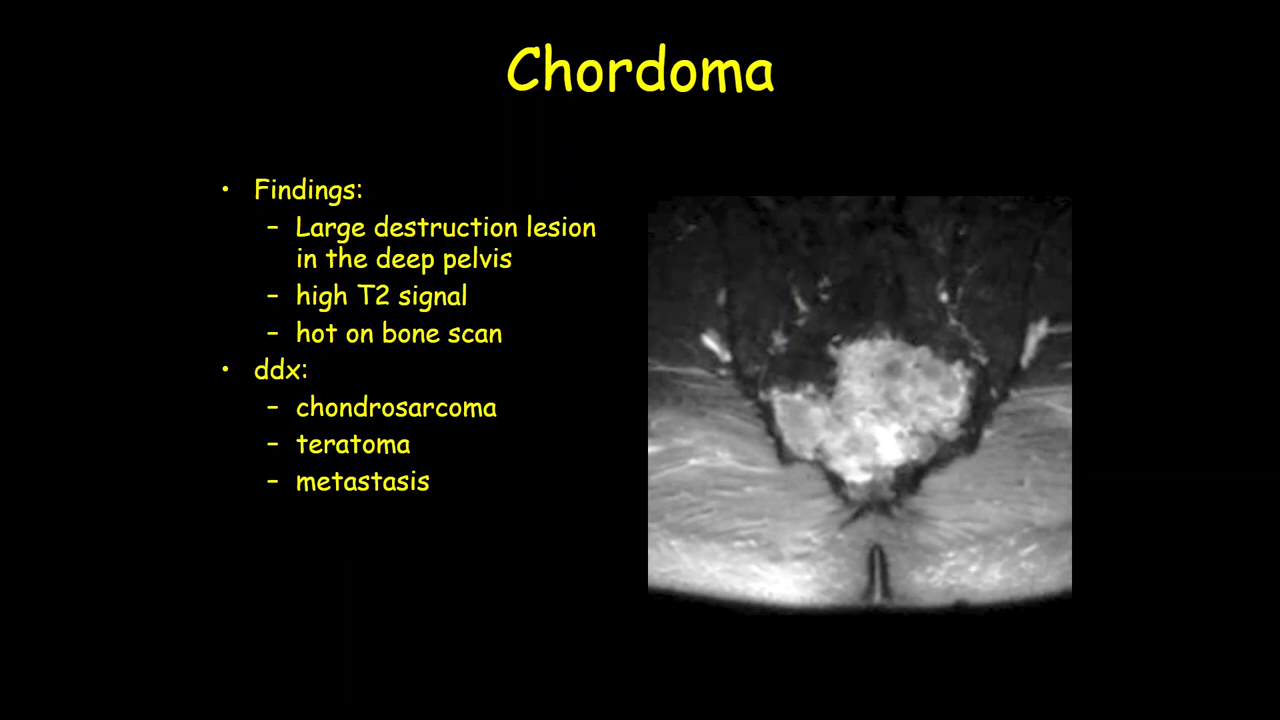 Chordoma
• Findings:
– Large destruction lesion
in the deep pelvis
– high T2 signal
– hot on bone scan
• ddx:
– chondrosarcoma
– teratoma
– metastasis